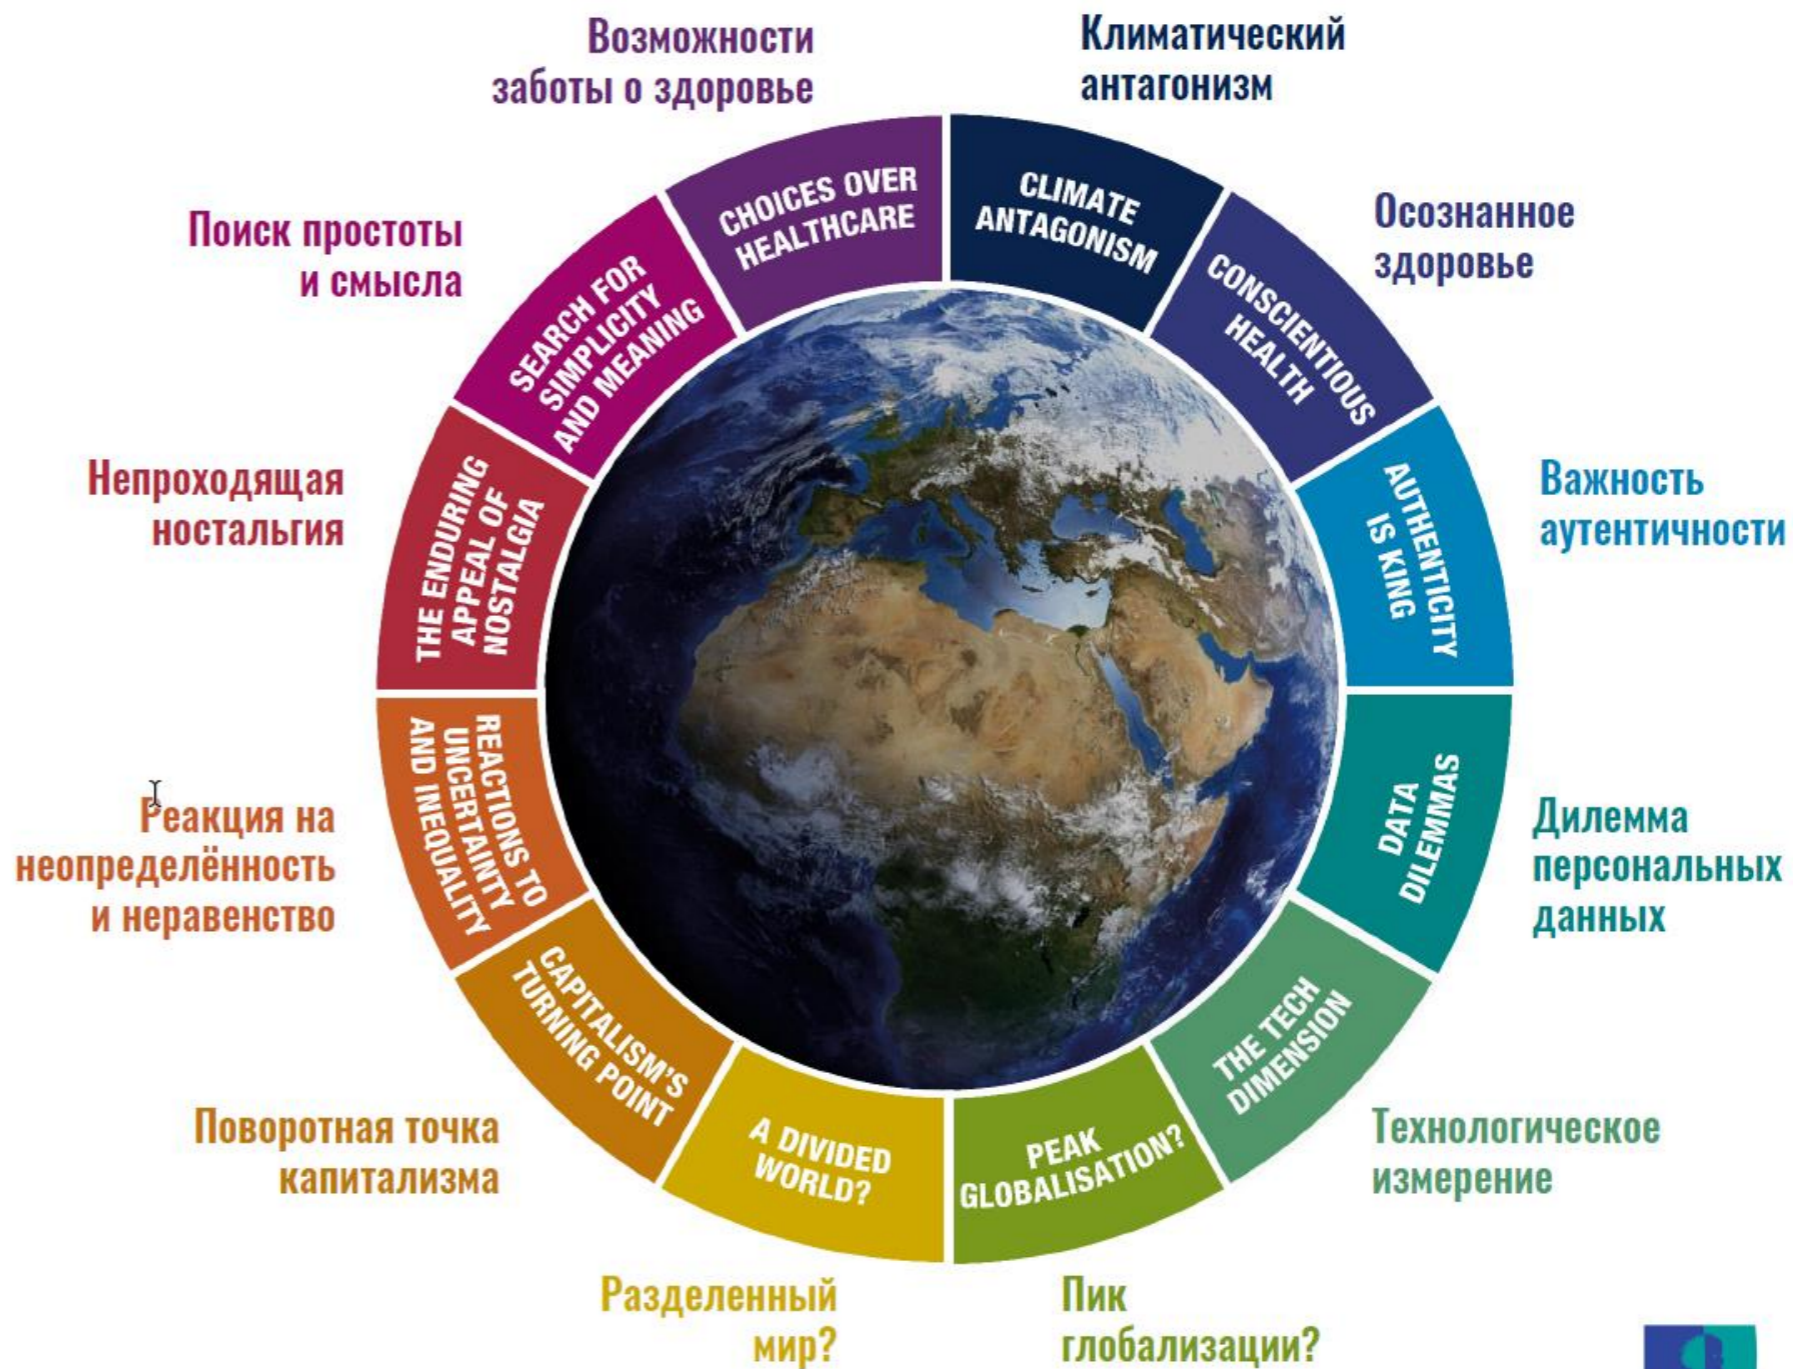 Возможности
заботы о здоровье
Климатический
антагонизм
CHOICES OVER
HEALTHCARE
CLIMATE
ANTAGONISM
Поиск простоты
и смысла
Осознанное
здоровье
SEARCH FOR
SIMPLICITY
AND MEANING
CONSCIENTIOUS
HEALTH
Непроходящая
ностальгия
THE ENDURING
APPEAL OF
NOSTALGIA
AUTHENTICITY
IS KING
Важность
аутентичности
Реакция на
неопределённость
и неравенство
REACTIONS TO
UNCERTAINTY
AND INEQUALITY
DATA
DILEMMAS
Дилемма
персональных
данных
CAPITALISM'S
TURNING POINT
THE TECH
DIMENSION
Поворотная точка
капитализма
A DIVIDED
WORLD?
PEAK
GLOBALISATION?
Технологическое
измерение
Разделенный
мир?
Пик
глобализации?